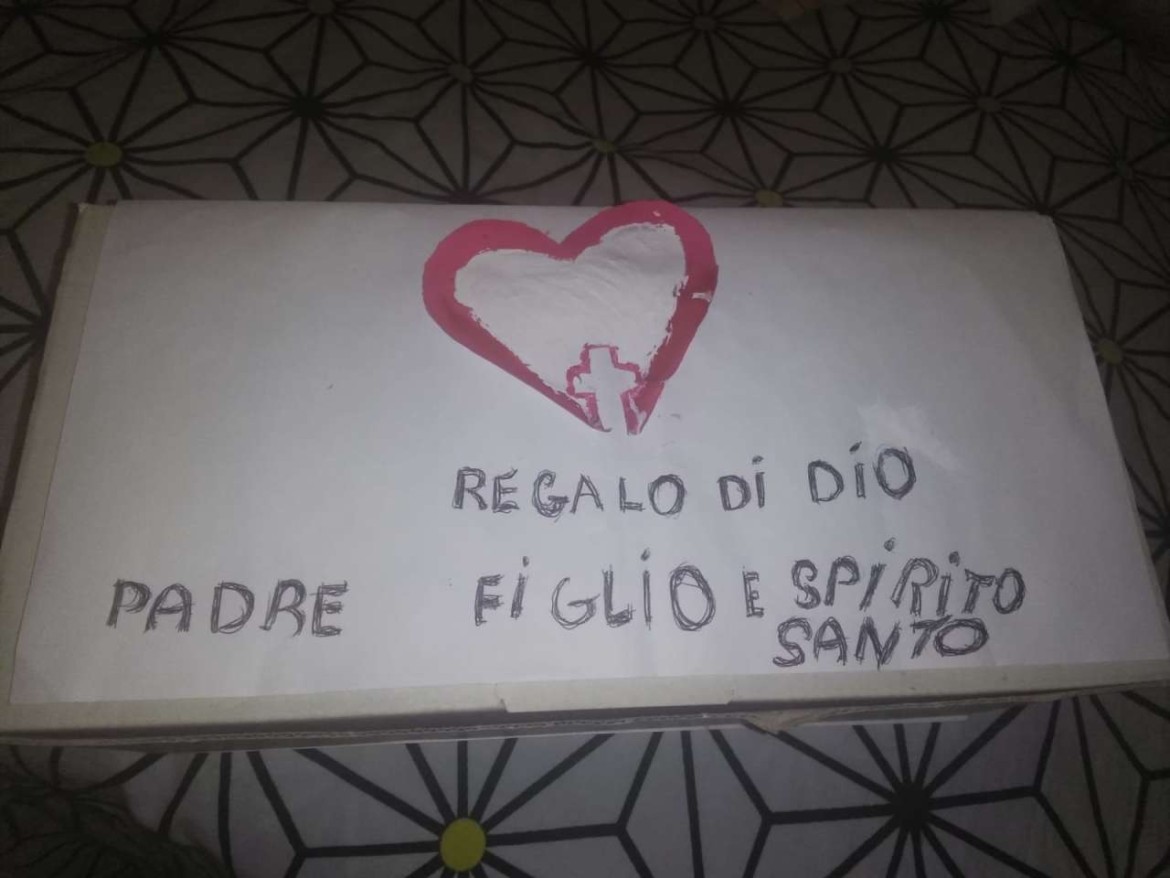 REGALO Di DiO
PADRE FiGLiO E SPiRiTO
SANTO